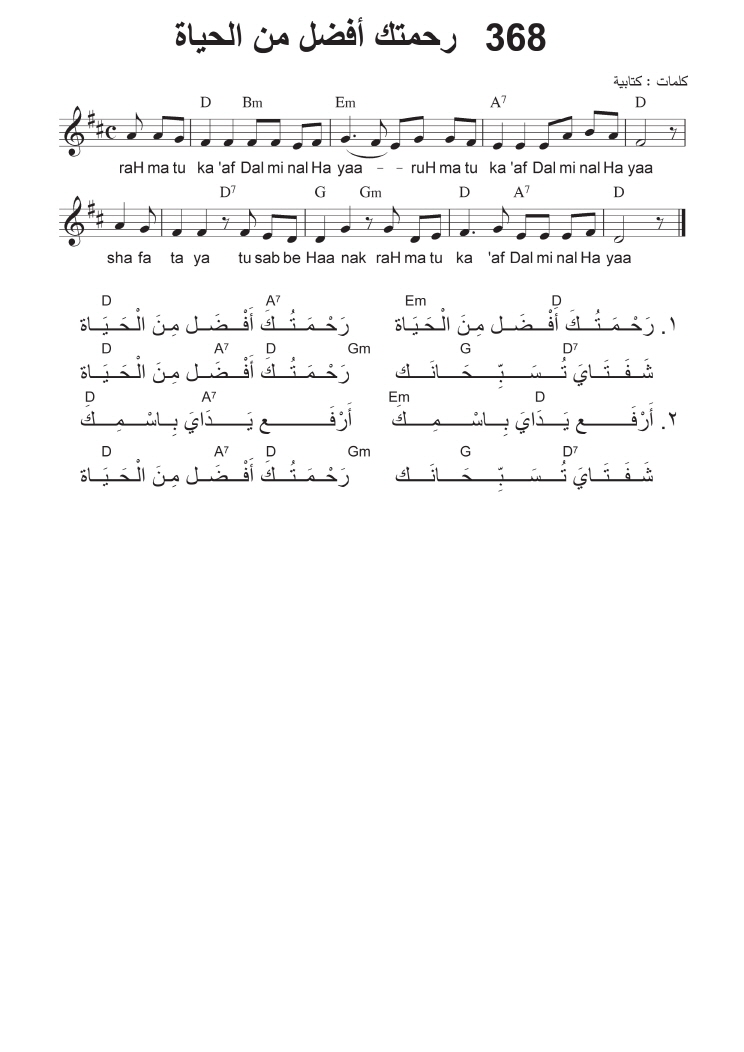 368 رحمتك أفضل من الحياة
كلمات : كتابية
D Bm Em A7 D
raH ma tu ka 'af Dal mi nal Ha yaa - - ruH ma tu ka 'af Dal mi nal Ha yaa
D7 G Gm D A7 D
sha fa ta ya tu sab be Haa nak raH ma tu ka 'af Dal mi nal Ha yaa
D A7 Em D
١. رَحْـمَـتُـكَ أَفْـضَـل مِـنَ الْـحَـيَـاة رَحْـمَـتُـكَ أَفْـضَـل مِـنَ الْـحَـيَـاة
D A7 D Gm G D7
شَـفَـتَـايَ تُـسَـبِّـحَـانَـك رَحْـمَـتُـكَ أَفْـضَـل مِـنَ الْـحَـيَـاة
D A7 Em D
٢. أَرْفَـع يَـدَايَ بِـاسْـمِـكَ أَرْفَـع يَـدَايَ بِـاسْـمِـكَ
D A7 D Gm G D7
شَـفَـتَـايَ تُـسَـبِّـحَـانَـك رَحْـمَـتُـكَ أَفْـضَـل مِـنَ الْـحَـيَـاة